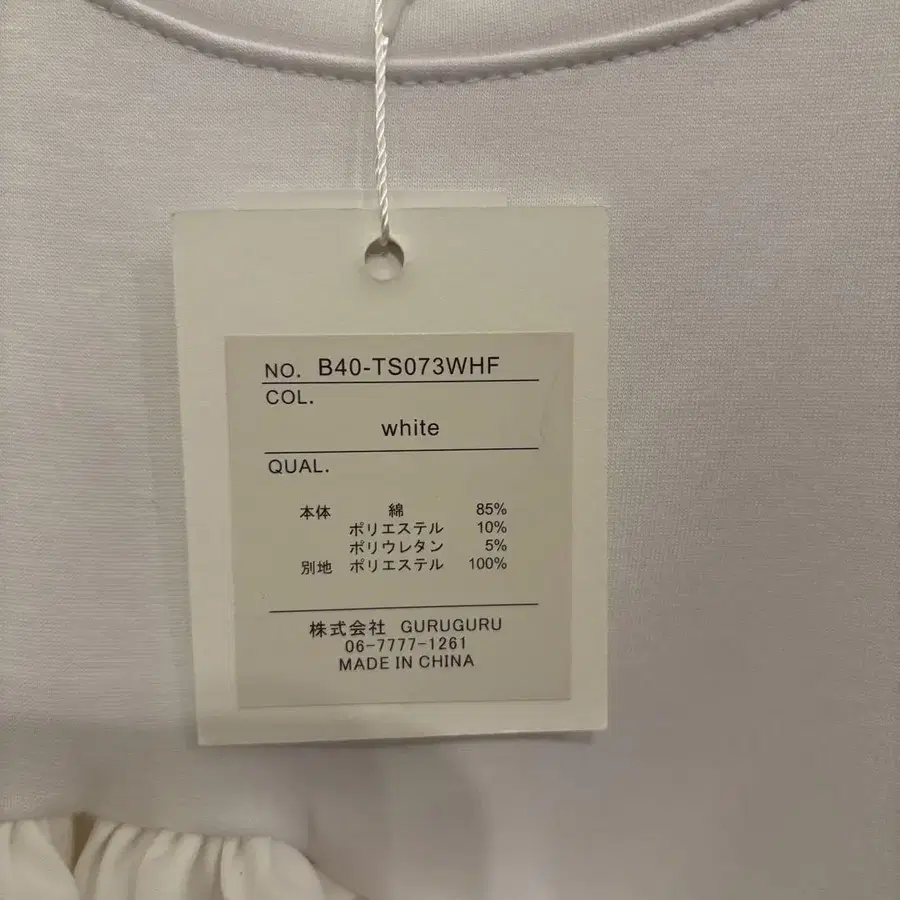 NO. B40-TS073WHF
COL.
white
QUAL.
本体 綿 85%
ポリエステル 10%
ポリウレタン 5%
別地 ポリエステル 100%
株式会社 GURUGURU
06-7777-1261
MADE IN CHINA